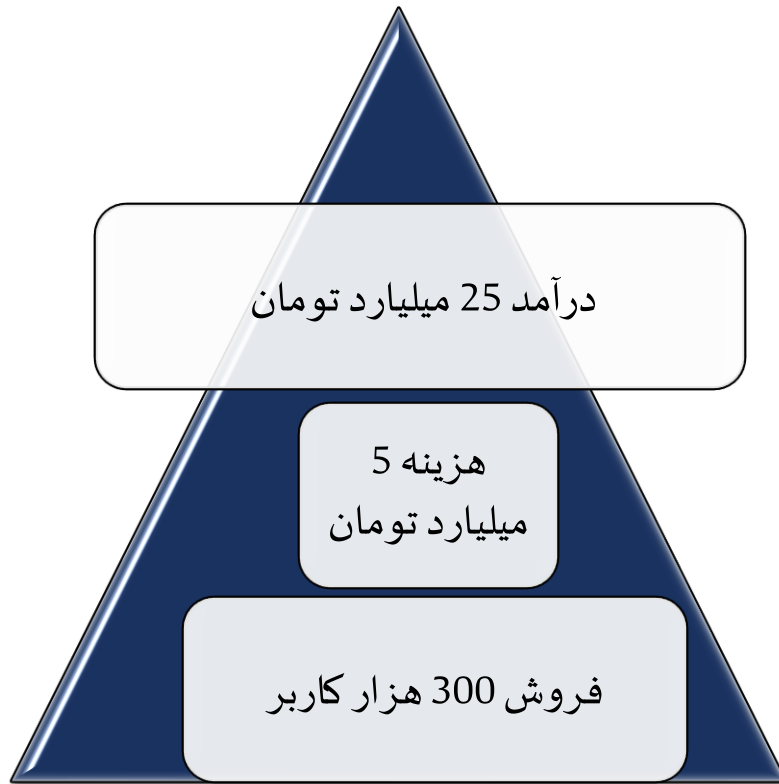 درآمد 25 میلیارد تومان
هزینه 5
میلیارد تومان
فروش 300 هزار کاربر